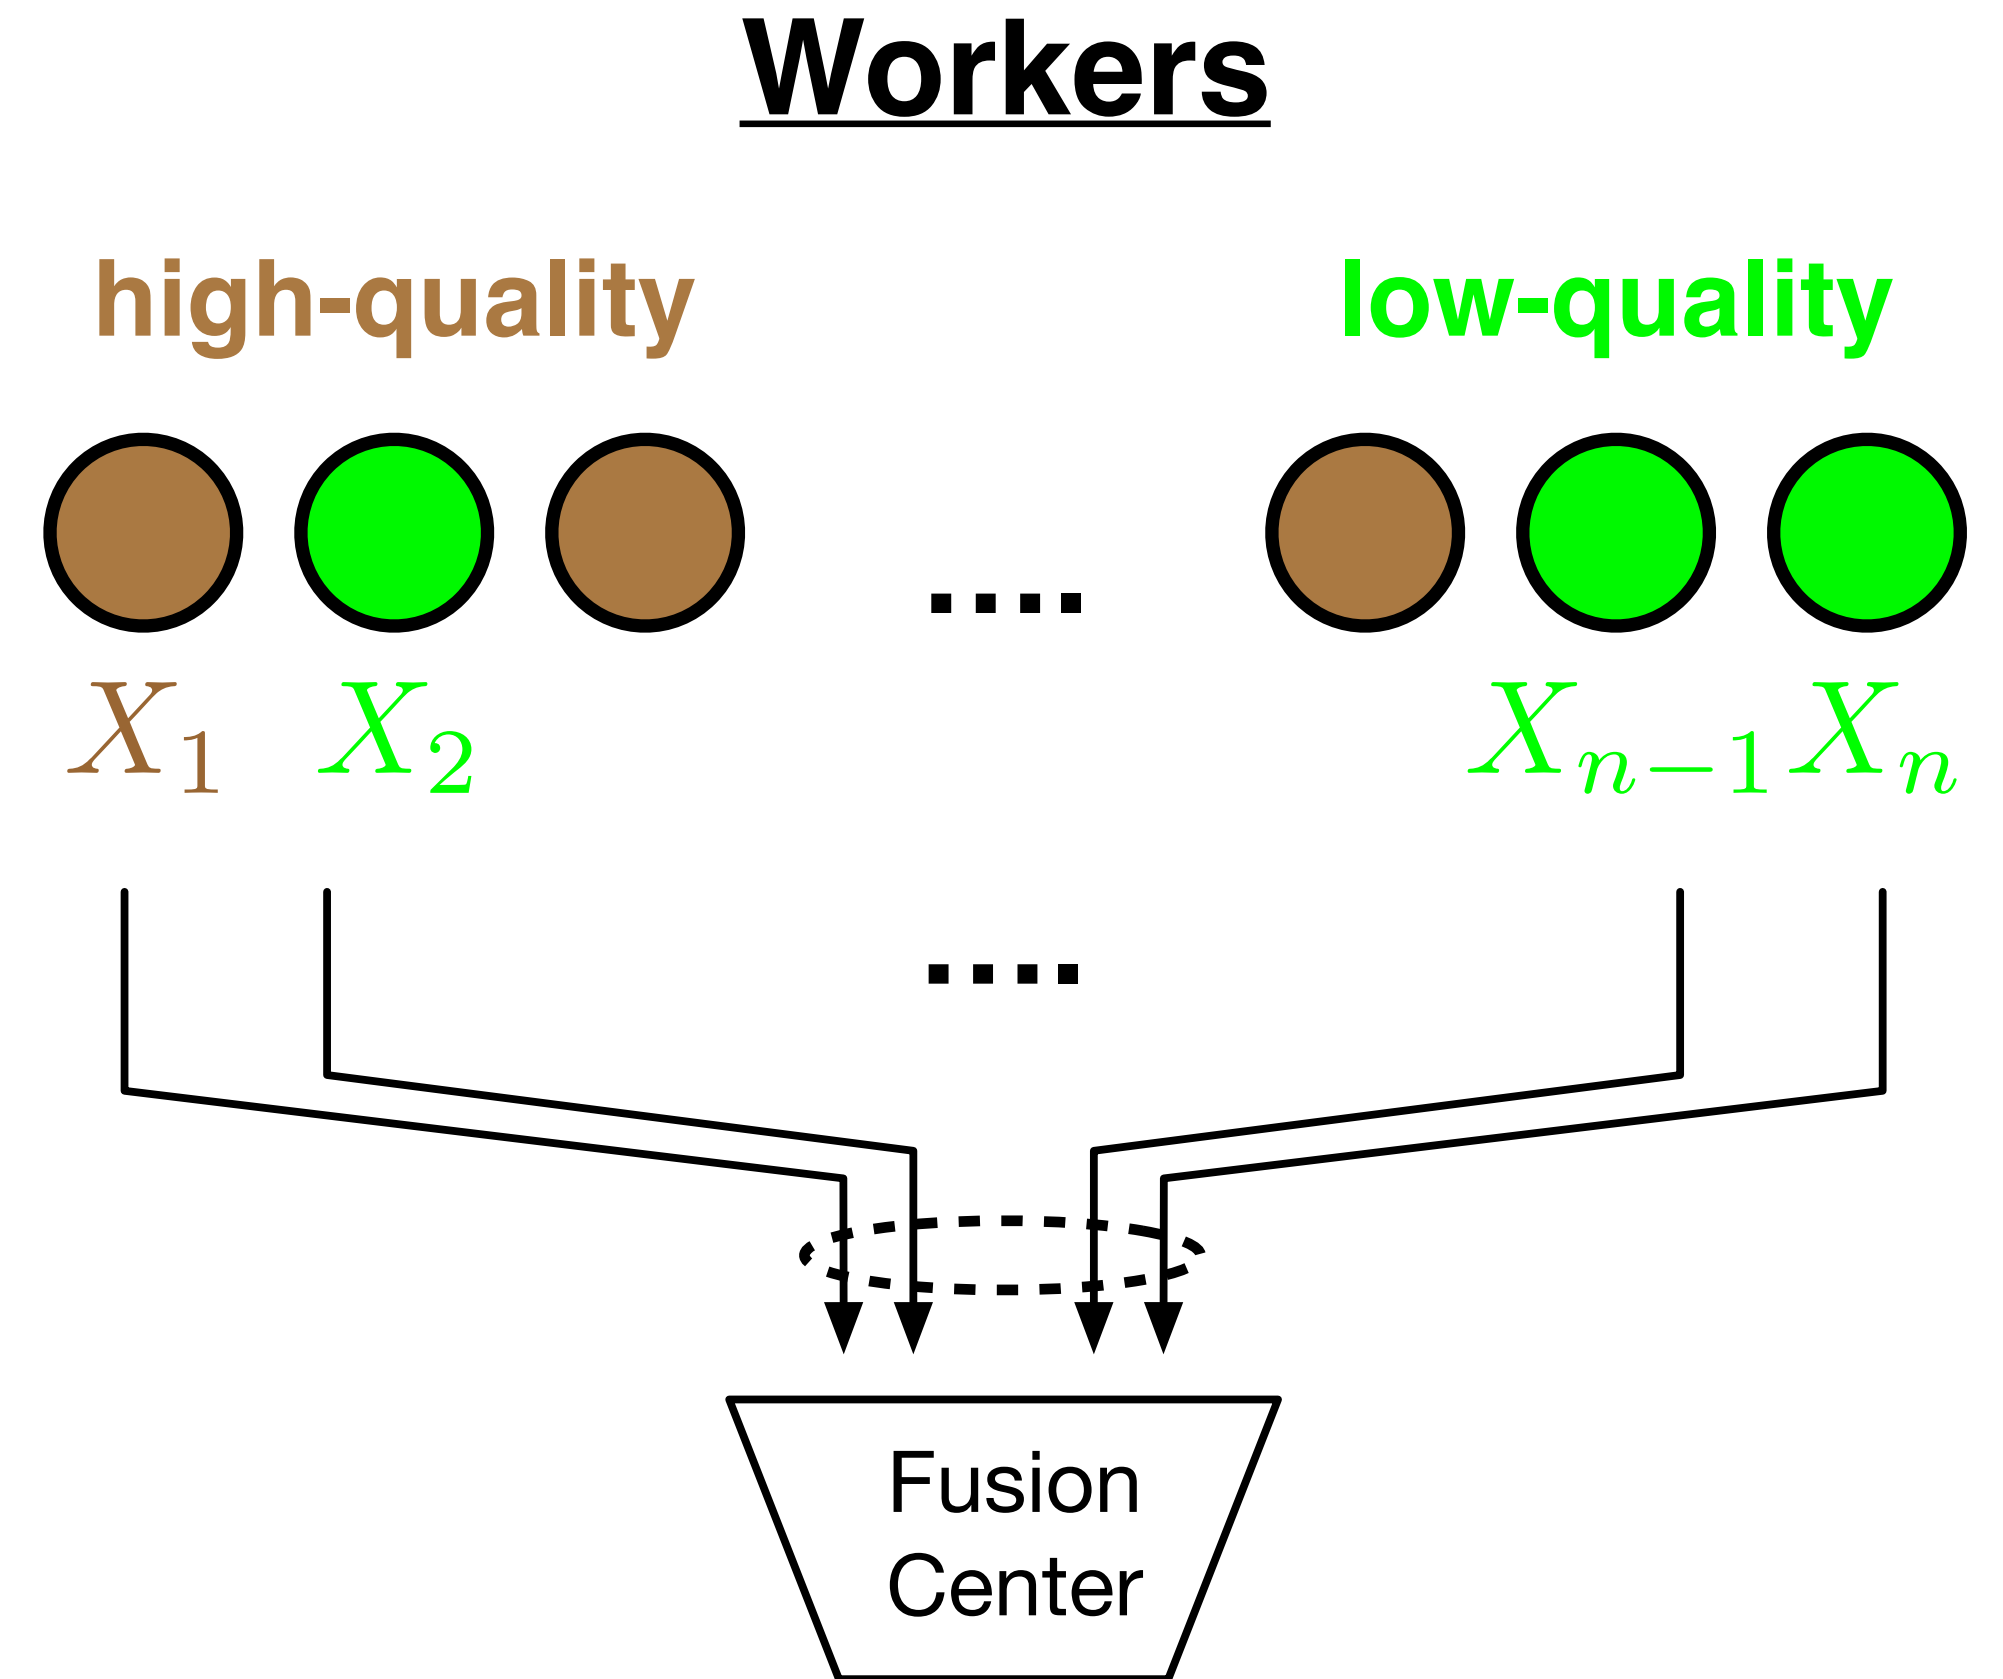 Workers
high-quality low-quality
....
X₁ X₂ Xₙ₋₁ Xₙ
....
Fusion
Center